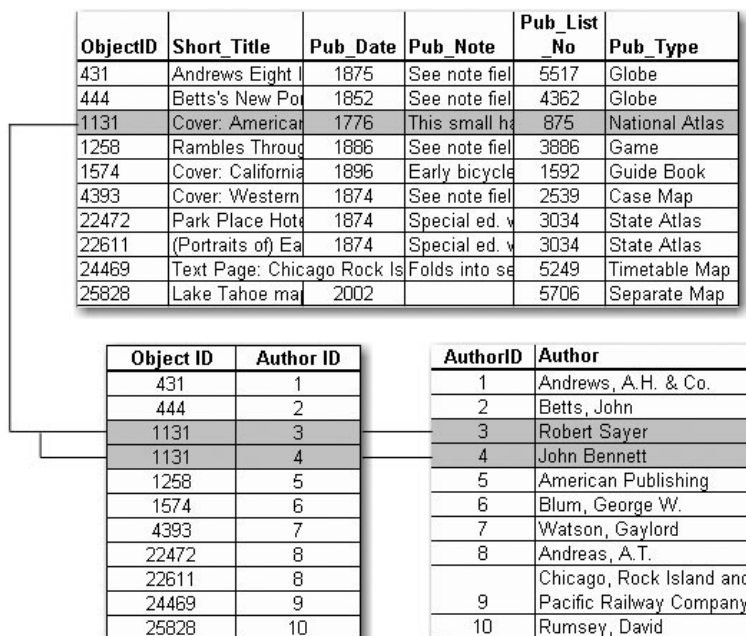 Pub_List
ObjectID Short_Title Pub_Date Pub_Note _No Pub_Type
431 Andrews Eight 1875 See note fiel 5517 Globe
444 Betts's New Po 1852 See note fiel 4362 Globe
1131 Cover: American 1776 This small ha 875 National Atlas
1258 Rambles Throug 1886 See note fiel 3886 Game
1574 Cover: California 1896 Early bicycle 1592 Guide Book
4393 Cover: Western 1874 See note fiel 2539 Case Map
22472 Park Place Hote 1874 Special ed. v 3034 State Atlas
22611 (Portraits of) Ea 1874 Special ed. v 3034 State Atlas
24469 Text Page: Chicago Rock Is Folds into se 5249 Timetable Map
25828 Lake Tahoe ma 2002 5706 Separate Map
Object ID Author ID
431 1
444 2
1131 3
1131 4
1258 5
1574 6
4393 7
22472 8
22611 8
24469 9
25828 10
AuthorID Author
1 Andrews, A.H. & Co.
2 Betts, John
3 Robert Sayer
4 John Bennett
5 American Publishing
6 Blum, George W.
7 Watson, Gaylord
8 Andreas, A.T.
Chicago, Rock Island and
9 Pacific Railway Company
10 Rumsey, David